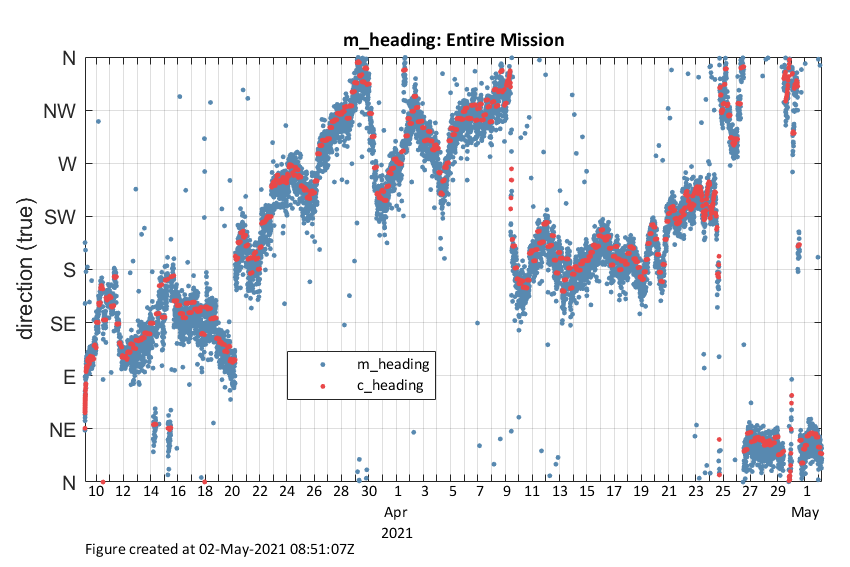 m_heading: Entire Mission
direction (true)
N
NW
W
SW
S
SE
E
NE
N
m_heading
c_heading
10 12 14 16 18 20 22 24 26 28 30 1 3 5 7 9 11 13 15 17 19 21 23 25 27 29 1
Apr May
2021
Figure created at 02-May-2021 08:51:07Z